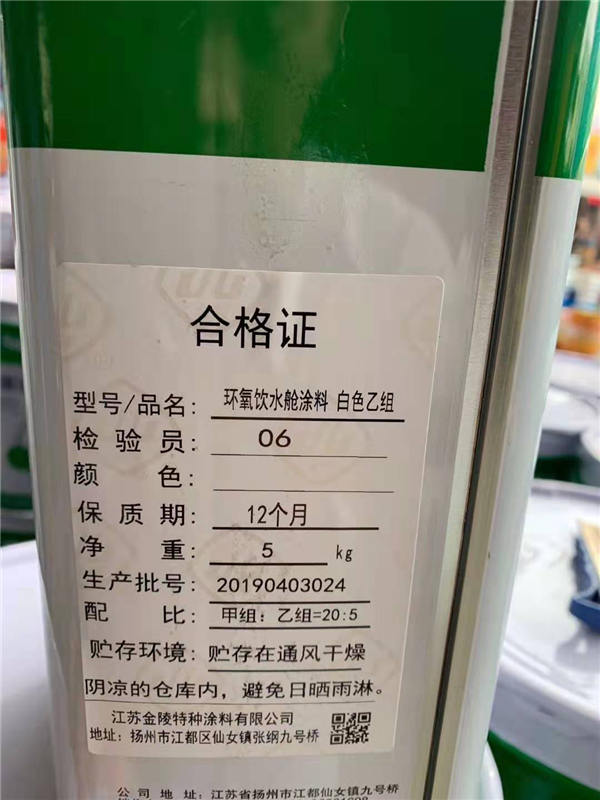 合格证
型号/品名: 环氧饮水舱涂料 白色乙组
检验员: 06
颜色:
保质期: 12个月
净重: 5 kg
生产批号: 20190403024
配比: 甲组: 乙组=20:5
贮存环境: 贮存在通风干燥
阴凉的仓库内, 避免日晒雨淋。
江苏金陵特种涂料有限公司
地址: 扬州市江都区仙女镇张纲九号桥
公司地址: 江苏省扬州市江都仙女镇九号桥